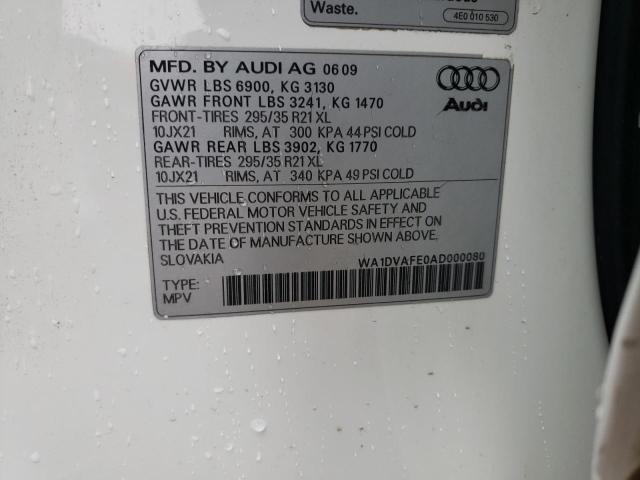 Waste.
4E0 010 530
MFD. BY AUDI AG 06 09
GVWR LBS 6900, KG 3130
GAWR FRONT LBS 3241, KG 1470
FRONT-TIRES 295/35 R21 XL
10JX21 RIMS, AT 300 KPA 44 PSI COLD
GAWR REAR LBS 3902, KG 1770
REAR-TIRES 295/35 R21 XL
10JX21 RIMS, AT 340 KPA 49 PSI COLD
Audi
THIS VEHICLE CONFORMS TO ALL APPLICABLE
U.S. FEDERAL MOTOR VEHICLE SAFETY AND
THEFT PREVENTION STANDARDS IN EFFECT ON
THE DATE OF MANUFACTURE SHOWN ABOVE.
SLOVAKIA
WA1DVAFE0AD000080
TYPE:
MPV